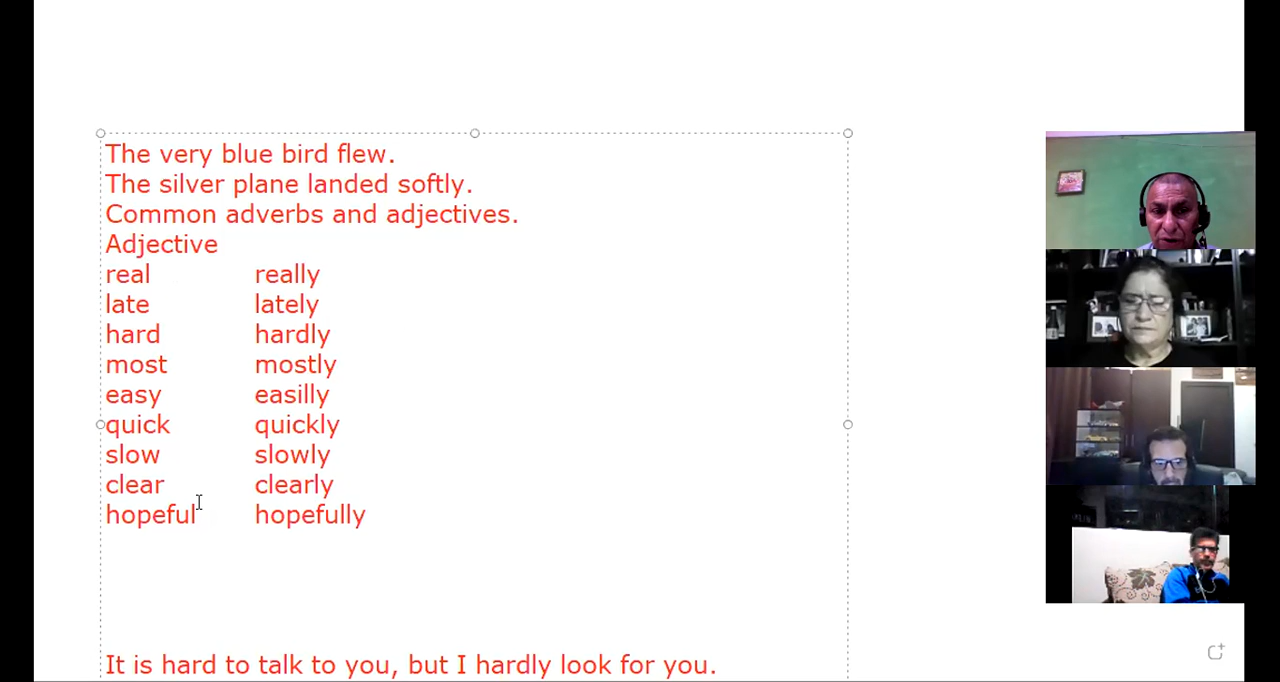 The very blue bird flew.
The silver plane landed softly.
Common adverbs and adjectives.
Adjective
real really
late lately
hard hardly
most mostly
easy easilly
quick quickly
slow slowly
clear clearly
hopeful hopefully
It is hard to talk to you, but I hardly look for you.